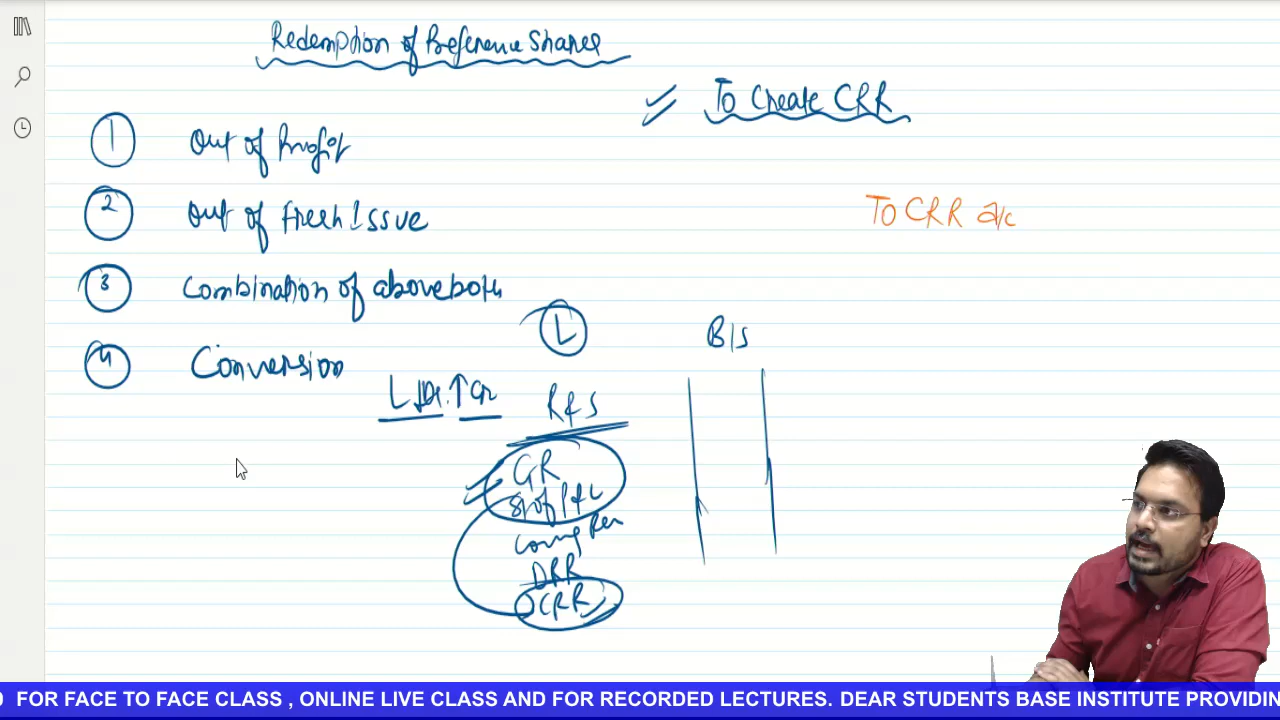 Redemption of Preference Shares
To Create CRR
1 Out of Profit
2 Out of Fresh Issue
To CRR a/c
3 Combination of above both
L
B/S
4 Conversion
L ↓Dr. ↑Cr
R&S
GR
DRR
CRR
FOR FACE TO FACE CLASS , ONLINE LIVE CLASS AND FOR RECORDED LECTURES. DEAR STUDENTS BASE INSTITUTE PROVIDIN